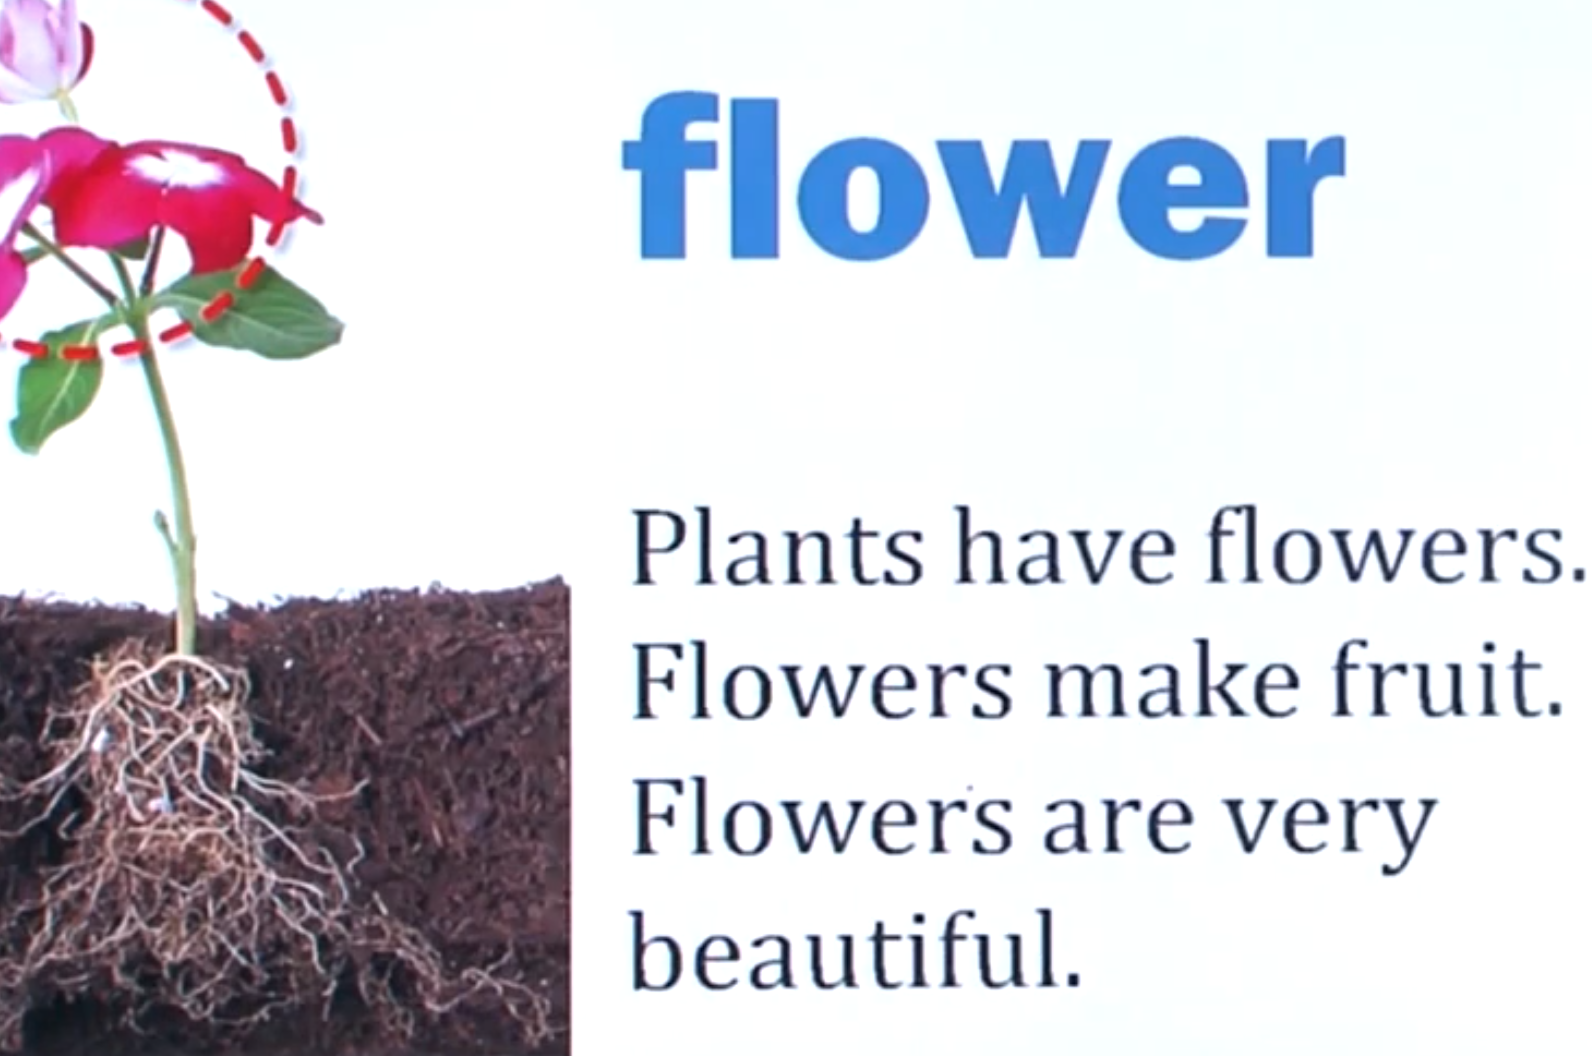 flower
Plants have flowers.
Flowers make fruit.
Flowers are very
beautiful.